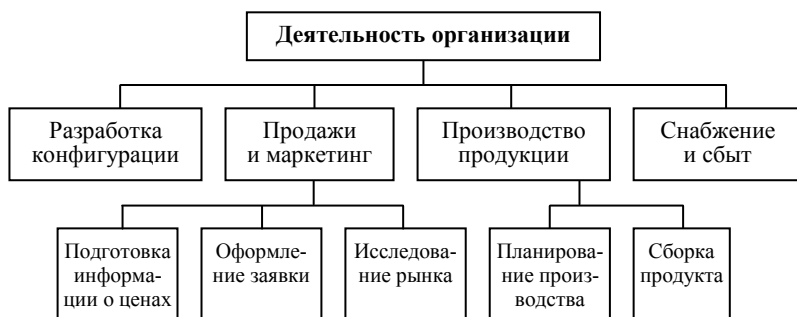 Деятельность организации
Разработка
конфигурации
Продажи
и маркетинг
Производство
продукции
Снабжение
и сбыт
Подготовка
информа-
ции о ценах
Оформле-
ние заявки
Исследова-
ние рынка
Планирова-
ние произ-
водства
Сборка
продукта